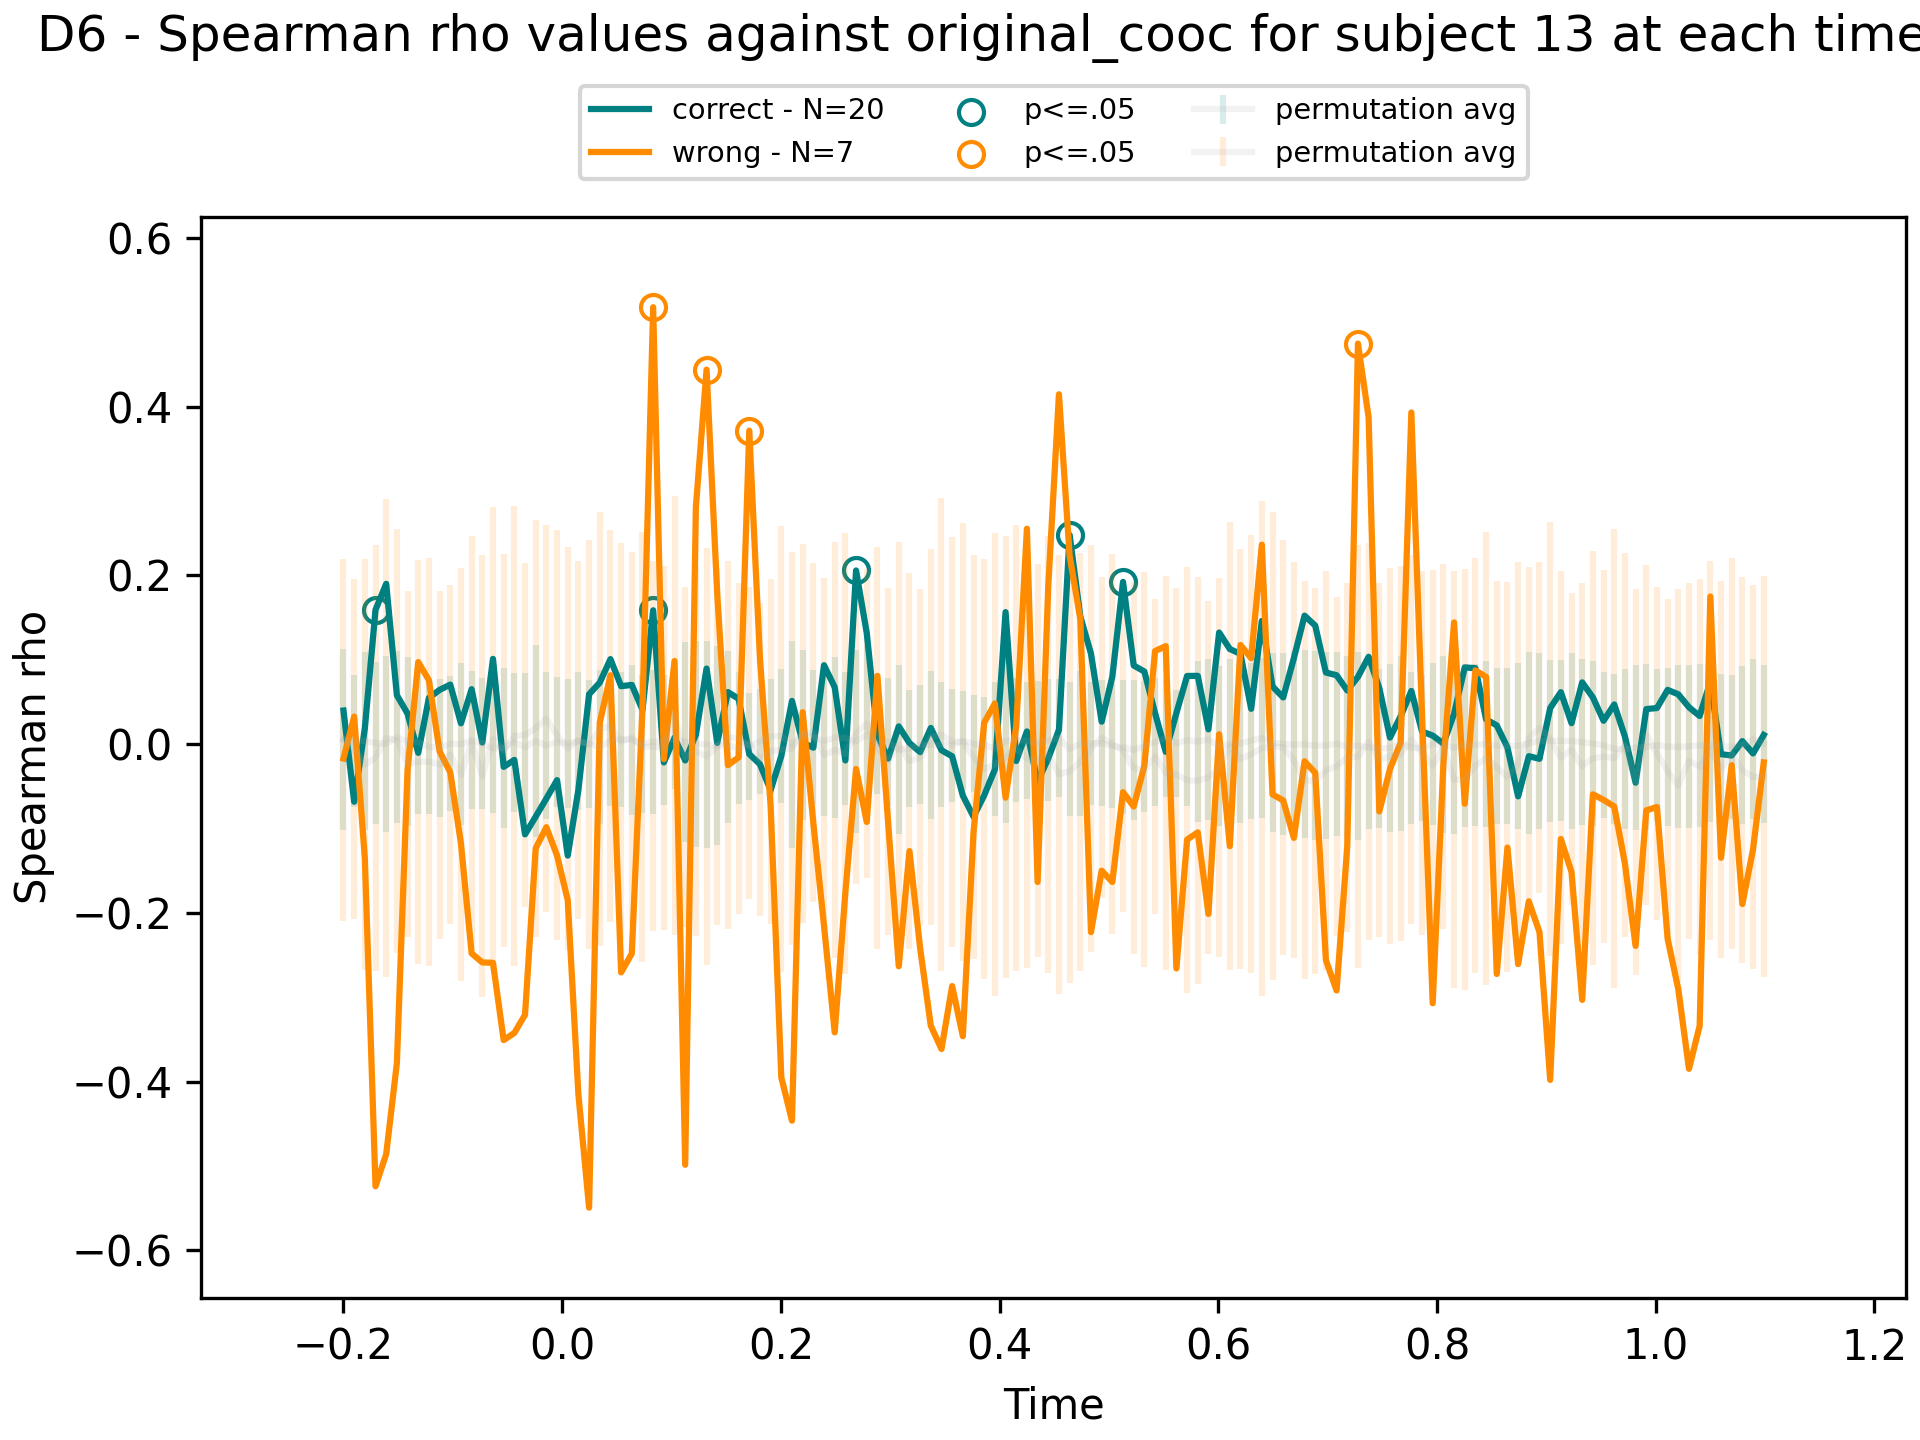 D6 - Spearman rho values against original_cooc for subject 13 at each time
correct - N=20 p<=.05 permutation avg
wrong - N=7 p<=.05 permutation avg
Spearman rho
0.6
0.4
0.2
0.0
−0.2
−0.4
−0.6
−0.2 0.0 0.2 0.4 0.6 0.8 1.0 1.2
Time